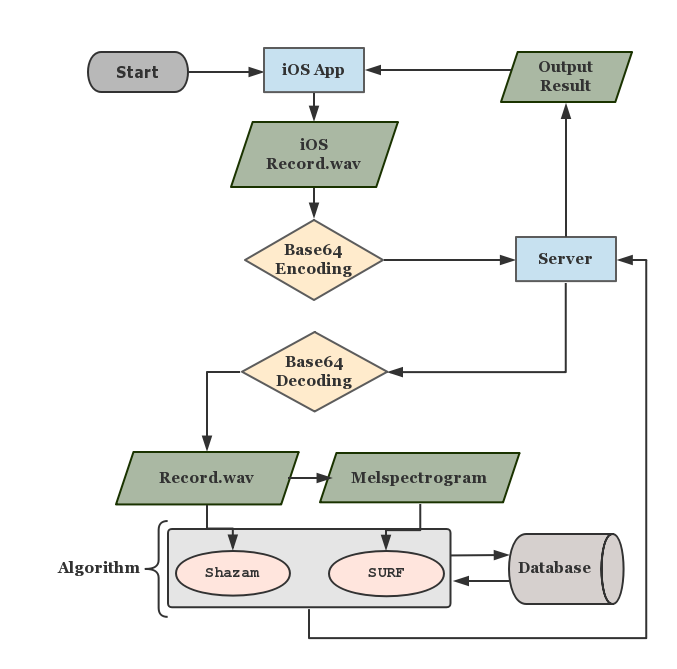 Start
iOS App
Output
Result
iOS
Record.wav
Base64
Encoding
Server
Base64
Decoding
Record.wav
Melspectrogram
Algorithm
Shazam
SURF
Database